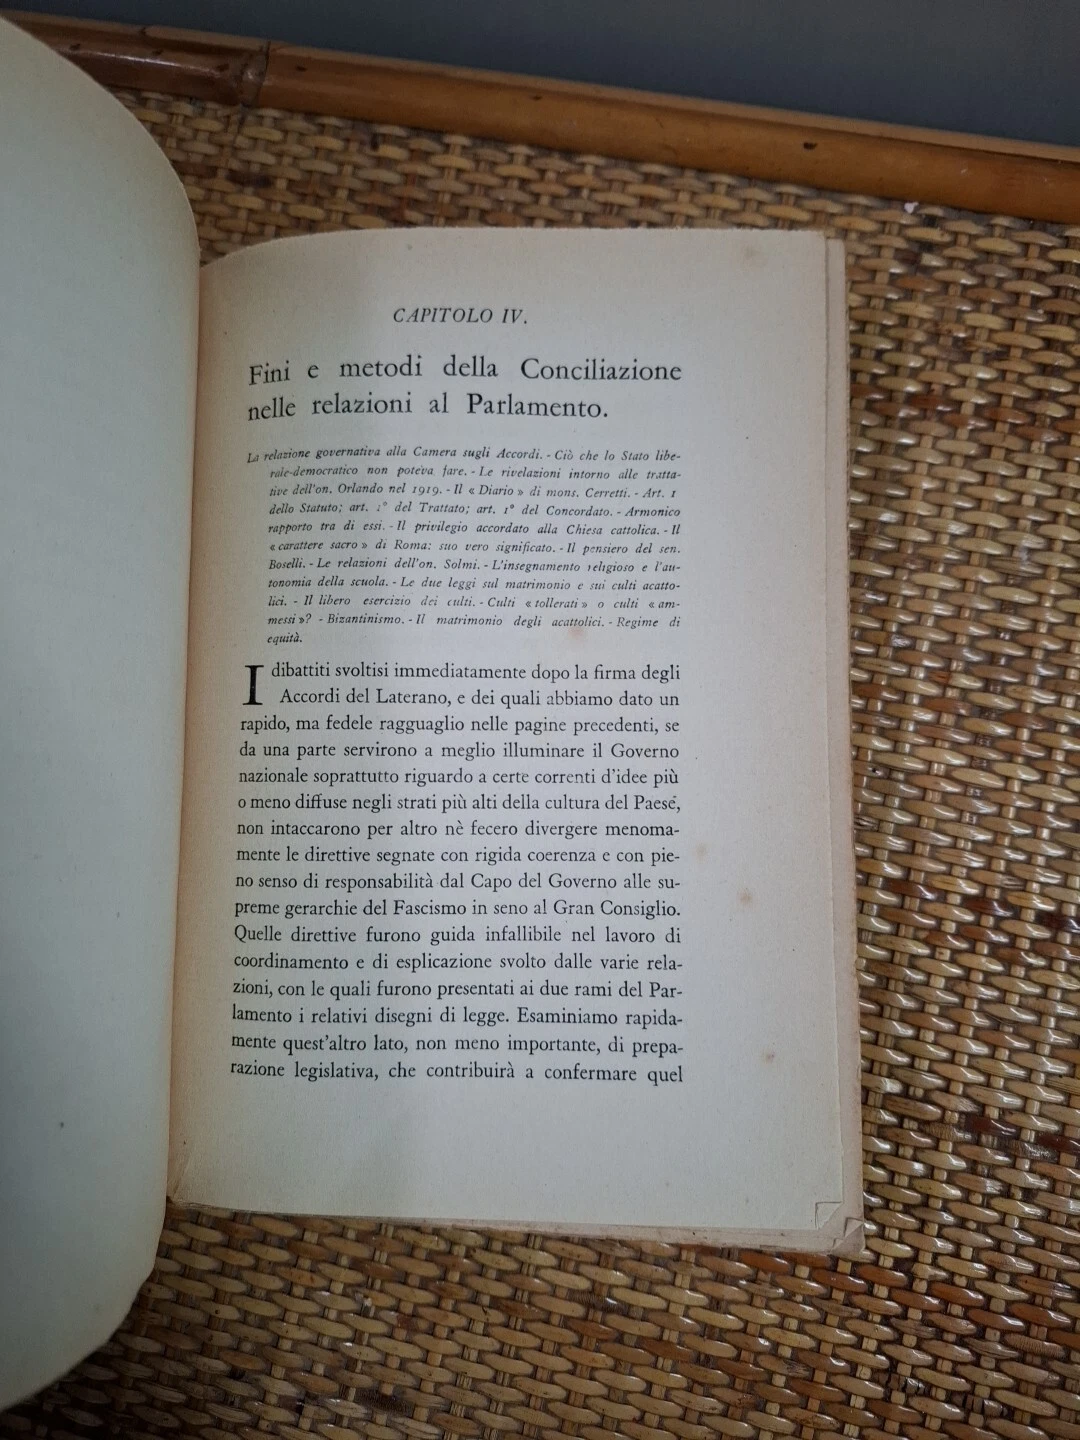 CAPITOLO IV.
Fini e metodi della Conciliazione
nelle relazioni al Parlamento.
La relazione governativa alla Camera sugli Accordi. - Ciò che lo Stato libe-
rale-democratico non poteva fare. - Le rivelazioni intorno alle tratta-
tive dell'on. Orlando nel 1919. - Il « Diario » di mons. Cerretti. - Art. 1
dello Statuto; art. 1° del Trattato; art. 1° del Concordato. - Armonico
rapporto tra di essi. - Il privilegio accordato alla Chiesa cattolica. - Il
« carattere sacro » di Roma: suo vero significato. - Il pensiero del sen.
Boselli. - Le relazioni dell'on. Solmi. - L'insegnamento religioso e l'au-
tonomia della scuola. - Le due leggi sul matrimonio e sui culti acatto-
lici. - Il libero esercizio dei culti. - Culti « tollerati » o culti « am-
messi »? - Bizantinismo. - Il matrimonio degli acattolici. - Regime di
equità.
I dibattiti svoltisi immediatamente dopo la firma degli
Accordi del Laterano, e dei quali abbiamo dato un
rapido, ma fedele ragguaglio nelle pagine precedenti, se
da una parte servirono a meglio illuminare il Governo
nazionale soprattutto riguardo a certe correnti d'idee più
o meno diffuse negli strati più alti della cultura del Paese,
non intaccarono per altro nè fecero divergere menoma-
mente le direttive segnate con rigida coerenza e con pie-
no senso di responsabilità dal Capo del Governo alle su-
preme gerarchie del Fascismo in seno al Gran Consiglio.
Quelle direttive furono guida infallibile nel lavoro di
coordinamento e di esplicazione svolto dalle varie rela-
zioni, con le quali furono presentati ai due rami del Par-
lamento i relativi disegni di legge. Esaminiamo rapida-
mente quest'altro lato, non meno importante, di prepa-
razione legislativa, che contribuirà a confermare quel